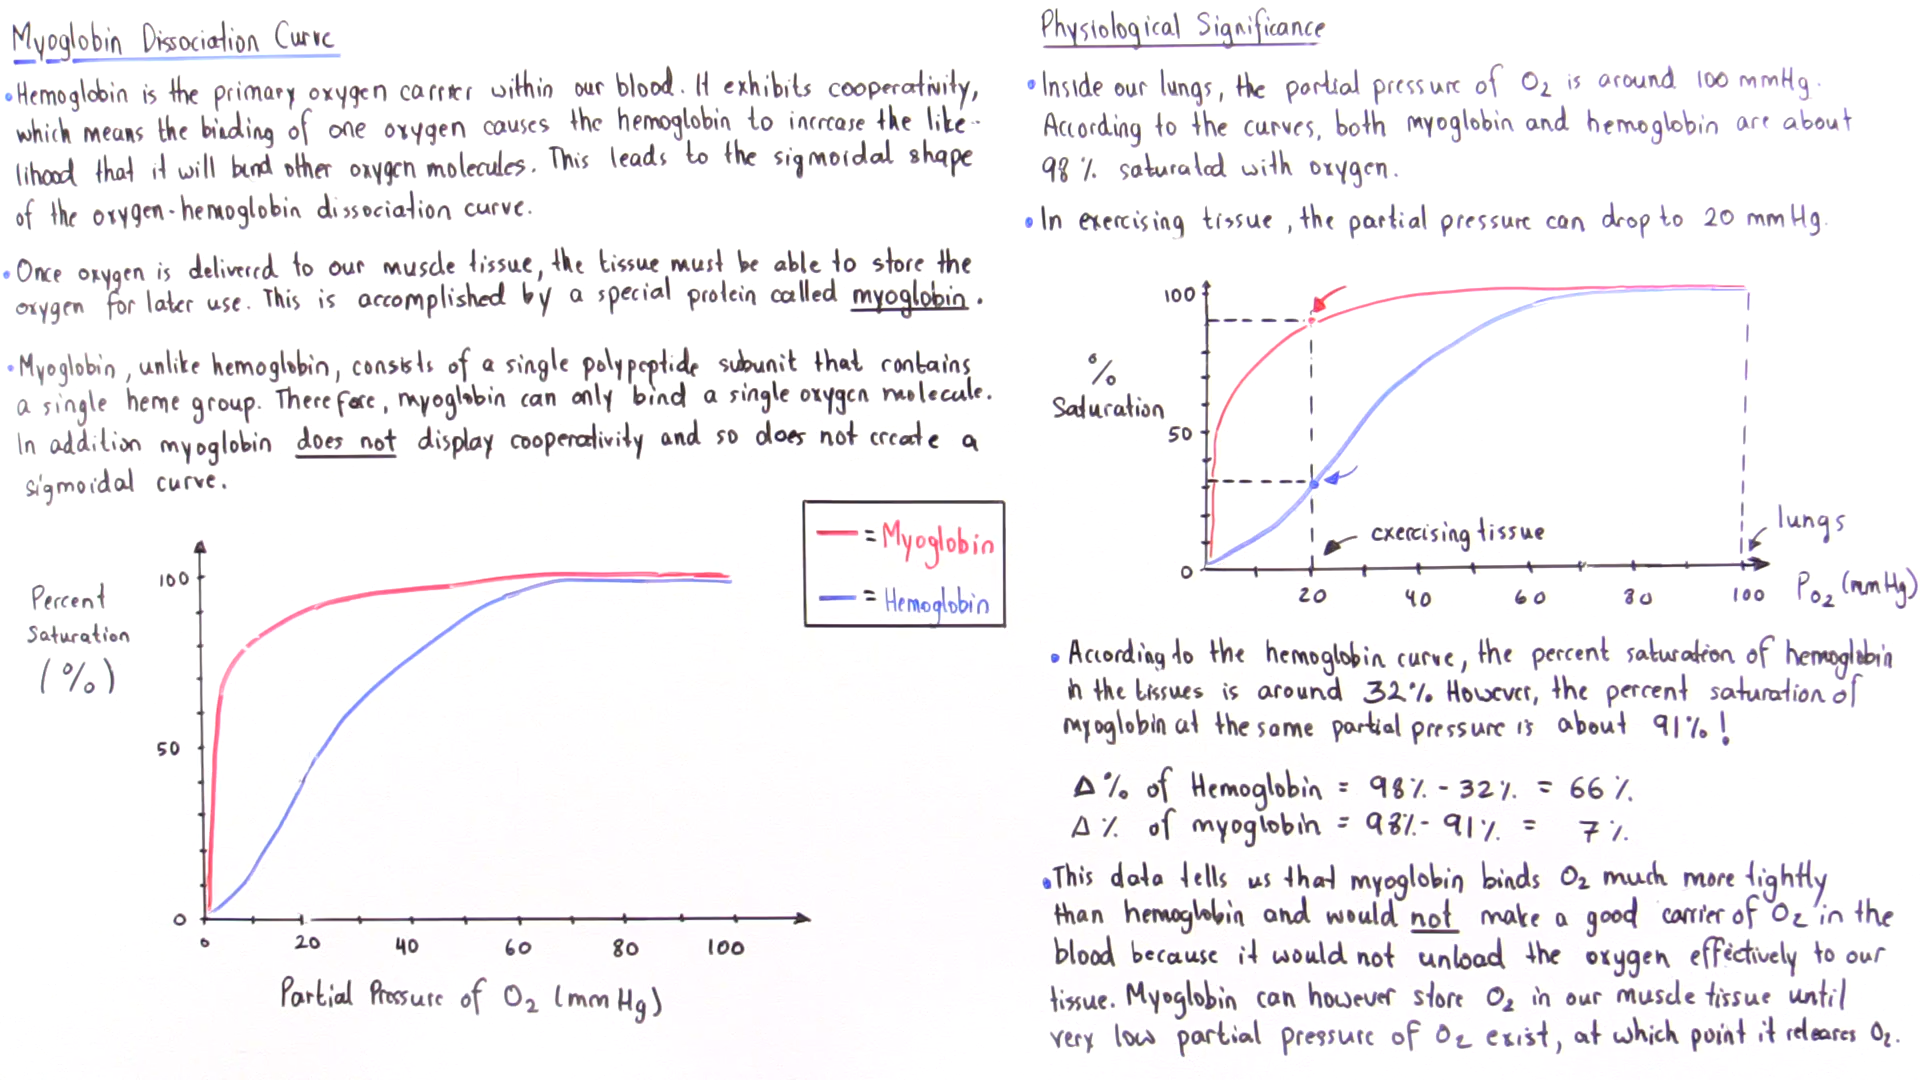 Myoglobin Dissociation Curve
• Hemoglobin is the primary oxygen carrier within our blood. It exhibits cooperativity,
which means the binding of one oxygen causes the hemoglobin to increase the like-
lihood that it will bind other oxygen molecules. This leads to the sigmoidal shape
of the oxygen-hemoglobin dissociation curve.
• Once oxygen is delivered to our muscle tissue, the tissue must be able to store the
oxygen for later use. This is accomplished by a special protein called myoglobin.
• Myoglobin, unlike hemoglobin, consists of a single polypeptide subunit that contains
a single heme group. Therefore, myoglobin can only bind a single oxygen molecule.
In addition myoglobin does not display cooperativity and so does not create a
sigmoidal curve.
= Myoglobin
= Hemoglobin
Percent
Saturation
(%)
100
50
0
0 20 40 60 80 100
Partial Pressure of O₂ (mmHg)
Physiological Significance
• Inside our lungs, the partial pressure of O₂ is around 100 mmHg.
According to the curves, both myoglobin and hemoglobin are about
98% saturated with oxygen.
• In exercising tissue, the partial pressure can drop to 20 mmHg.
100
%
Saturation
50
0
exercising tissue
lungs
20 40 60 80 100 PO₂ (mmHg)
• According to the hemoglobin curve, the percent saturation of hemoglobin
in the tissues is around 32%. However, the percent saturation of
myoglobin at the same partial pressure is about 91%!
Δ% of Hemoglobin = 98% - 32% = 66%.
Δ% of myoglobin = 98% - 91% = 7%.
• This data tells us that myoglobin binds O₂ much more tightly
than hemoglobin and would not make a good carrier of O₂ in the
blood because it would not unload the oxygen effectively to our
tissue. Myoglobin can however store O₂ in our muscle tissue until
very low partial pressure of O₂ exist, at which point it releases O₂.